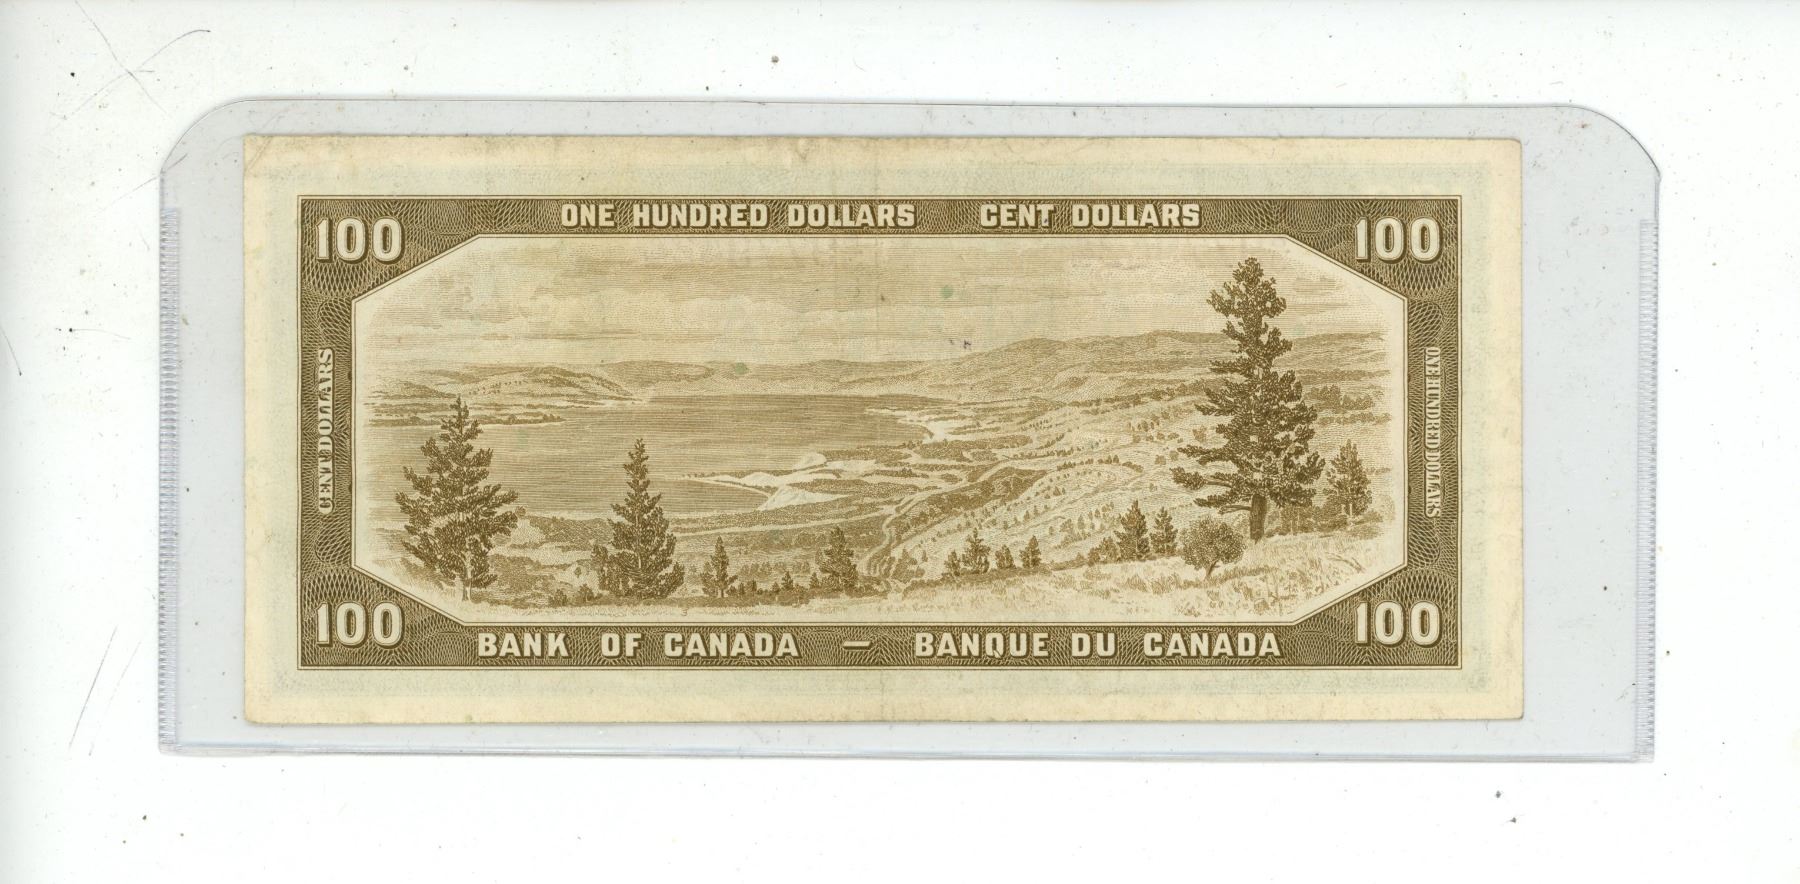 ONE HUNDRED DOLLARS CENT DOLLARS
100 100
CENT DOLLARS
ONE HUNDRED DOLLARS
100 100
BANK OF CANADA — BANQUE DU CANADA